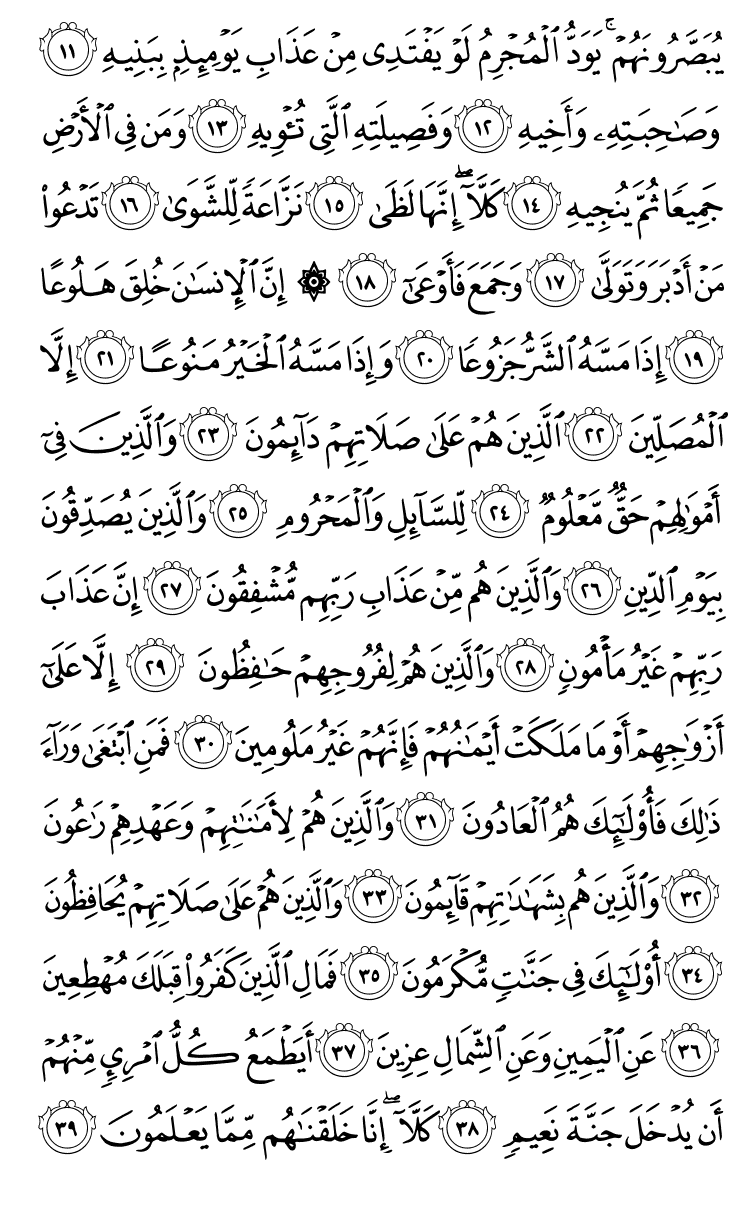 يُبَصَّرُونَهُمْ ۚ يَوَدُّ ٱلْمُجْرِمُ لَوْ يَفْتَدِى مِنْ عَذَابِ يَوْمِئِذٍۭ بِبَنِيهِ ١١
وَصَـٰحِبَتِهِۦ وَأَخِيهِ ١٢ وَفَصِيلَتِهِ ٱلَّتِى تُـْٔوِيهِ ١٣ وَمَن فِى ٱلْأَرْضِ
جَمِيعًا ثُمَّ يُنجِيهِ ١٤ كَلَّآ ۖ إِنَّهَا لَظَىٰ ١٥ نَزَّاعَةً لِّلشَّوَىٰ ١٦ تَدْعُوا۟
مَنْ أَدْبَرَ وَتَوَلَّىٰ ١٧ وَجَمَعَ فَأَوْعَىٰٓ ١٨ ۞ إِنَّ ٱلْإِنسَـٰنَ خُلِقَ هَلُوعًا
١٩ إِذَا مَسَّهُ ٱلشَّرُّ جَزُوعًا ٢٠ وَإِذَا مَسَّهُ ٱلْخَيْرُ مَنُوعًا ٢١ إِلَّا
ٱلْمُصَلِّينَ ٢٢ ٱلَّذِينَ هُمْ عَلَىٰ صَلَاتِهِمْ دَآئِمُونَ ٢٣ وَٱلَّذِينَ فِىٓ
أَمْوَٰلِهِمْ حَقٌّ مَّعْلُومٌ ٢٤ لِّلسَّآئِلِ وَٱلْمَحْرُومِ ٢٥ وَٱلَّذِينَ يُصَدِّقُونَ
بِيَوْمِ ٱلدِّينِ ٢٦ وَٱلَّذِينَ هُم مِّنْ عَذَابِ رَبِّهِم مُّشْفِقُونَ ٢٧ إِنَّ عَذَابَ
رَبِّهِمْ غَيْرُ مَأْمُونٍ ٢٨ وَٱلَّذِينَ هُمْ لِفُرُوجِهِمْ حَـٰفِظُونَ ٢٩ إِلَّا عَلَىٰٓ
أَزْوَٰجِهِمْ أَوْ مَا مَلَكَتْ أَيْمَـٰنُهُمْ فَإِنَّهُمْ غَيْرُ مَلُومِينَ ٣٠ فَمَنِ ٱبْتَغَىٰ وَرَآءَ
ذَٰلِكَ فَأُو۟لَـٰٓئِكَ هُمُ ٱلْعَادُونَ ٣١ وَٱلَّذِينَ هُمْ لِأَمَـٰنَـٰتِهِمْ وَعَهْدِهِمْ رَٰعُونَ
٣٢ وَٱلَّذِينَ هُم بِشَهَـٰدَٰتِهِمْ قَآئِمُونَ ٣٣ وَٱلَّذِينَ هُمْ عَلَىٰ صَلَاتِهِمْ يُحَافِظُونَ
٣٤ أُو۟لَـٰٓئِكَ فِى جَنَّـٰتٍ مُّكْرَمُونَ ٣٥ فَمَالِ ٱلَّذِينَ كَفَرُوا۟ قِبَلَكَ مُهْطِعِينَ
٣٦ عَنِ ٱلْيَمِينِ وَعَنِ ٱلشِّمَالِ عِزِينَ ٣٧ أَيَطْمَعُ كُلُّ ٱمْرِئٍ مِّنْهُمْ
أَن يُدْخَلَ جَنَّةَ نَعِيمٍ ٣٨ كَلَّآ ۖ إِنَّا خَلَقْنَـٰهُم مِّمَّا يَعْلَمُونَ ٣٩